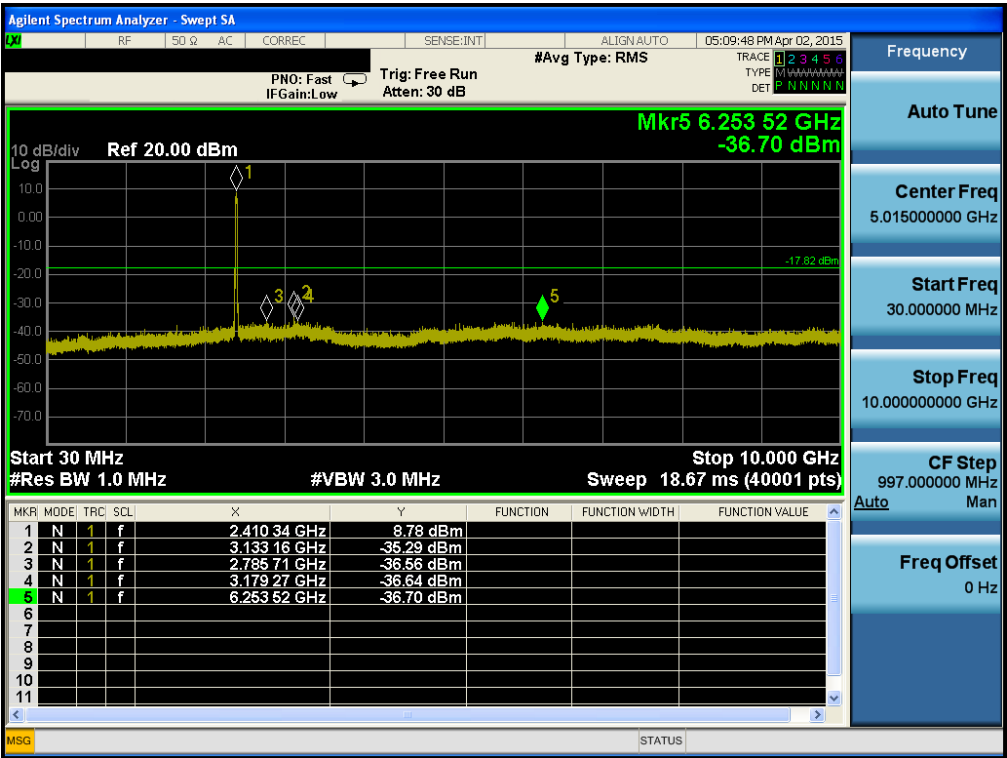 Agilent Spectrum Analyzer - Swept SA
LXI RF 50 Ω AC CORREC SENSE:INT ALIGN AUTO 05:09:48 PM Apr 02, 2015
Frequency
#Avg Type: RMS
TRACE 1 2 3 4 5 6
TYPE M WWWWW
DET P N N N N N
PNO: Fast Trig: Free Run
IFGain:Low Atten: 30 dB
Auto Tune
Mkr5 6.253 52 GHz
-36.70 dBm
10 dB/div Ref 20.00 dBm
Log
10.0
0.00
-10.0
-20.0
-30.0
-40.0
-50.0
-60.0
-70.0
1
3
2
4
5
-17.82 dBm
Center Freq
5.015000000 GHz
Start Freq
30.000000 MHz
Stop Freq
10.000000000 GHz
Start 30 MHz Stop 10.000 GHz
#Res BW 1.0 MHz #VBW 3.0 MHz Sweep 18.67 ms (40001 pts)
CF Step
997.000000 MHz
Auto Man
Freq Offset
0 Hz
MKR MODE TRC SCL X Y FUNCTION FUNCTION WIDTH FUNCTION VALUE
1 N 1 f 2.410 34 GHz 8.78 dBm
2 N 1 f 3.133 16 GHz -35.29 dBm
3 N 1 f 2.785 71 GHz -36.56 dBm
4 N 1 f 3.179 27 GHz -36.64 dBm
5 N 1 f 6.253 52 GHz -36.70 dBm
6
7
8
9
10
11
MSG STATUS